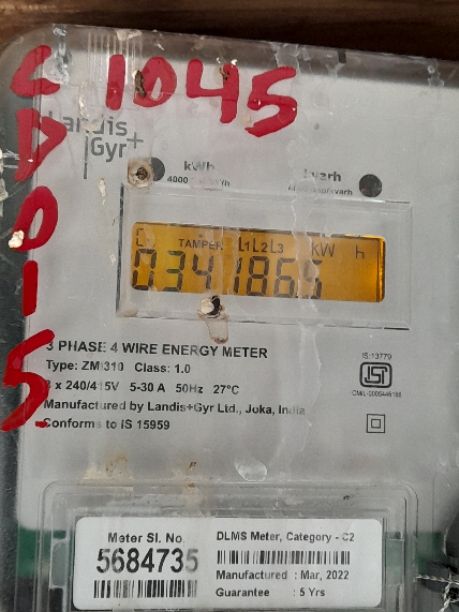 C 1045
D
0
1
5
Landis
Gyr+
kWh
kvarh
TAMPER L1L2L3 kW h
0341865
3 PHASE 4 WIRE ENERGY METER
Type: ZMI310 Class: 1.0
3 x 240/415V 5-30 A 50Hz 27°C
Manufactured by Landis+Gyr Ltd., Joka, India
Conforms to IS 15959
IS:13779
ISI
Meter Sl. No.
5684735
DLMS Meter, Category - C2
Manufactured : Mar, 2022
Guarantee : 5 Yrs